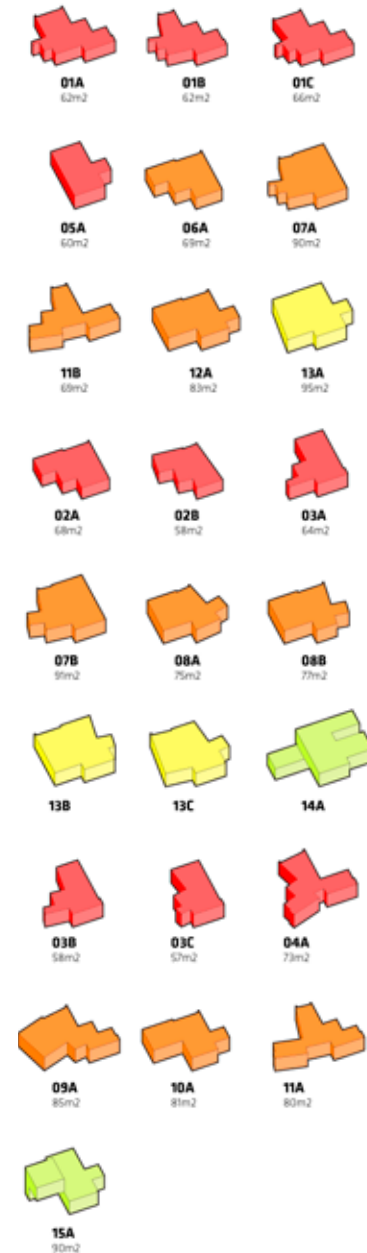 01A 01B 01C
62m2 62m2 66m2
05A 06A 07A
60m2 69m2 90m2
11B 12A 13A
69m2 83m2 95m2
02A 02B 03A
68m2 58m2 64m2
07B 08A 08B
91m2 75m2 77m2
13B 13C 14A
03B 03C 04A
58m2 57m2 73m2
09A 10A 11A
85m2 81m2 80m2
15A
90m2